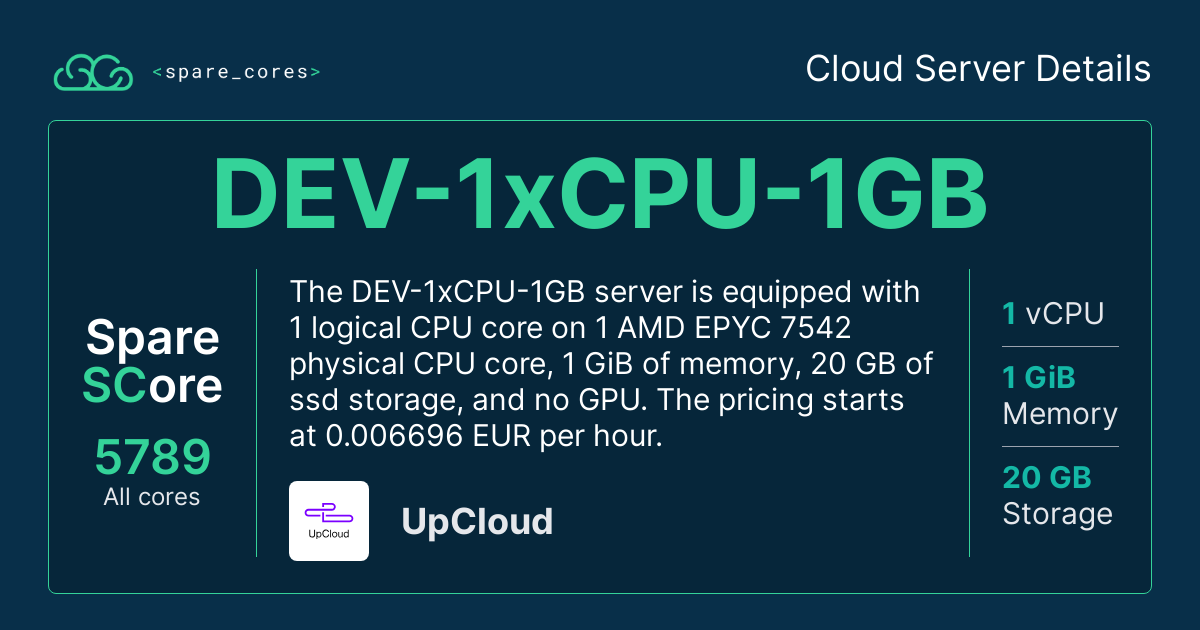 <spare_cores>
Cloud Server Details
DEV-1xCPU-1GB
Spare
SCore
5789
All cores
The DEV-1xCPU-1GB server is equipped with
1 logical CPU core on 1 AMD EPYC 7542
physical CPU core, 1 GiB of memory, 20 GB of
ssd storage, and no GPU. The pricing starts
at 0.006696 EUR per hour.
UpCloud
UpCloud
1 vCPU
1 GiB
Memory
20 GB
Storage